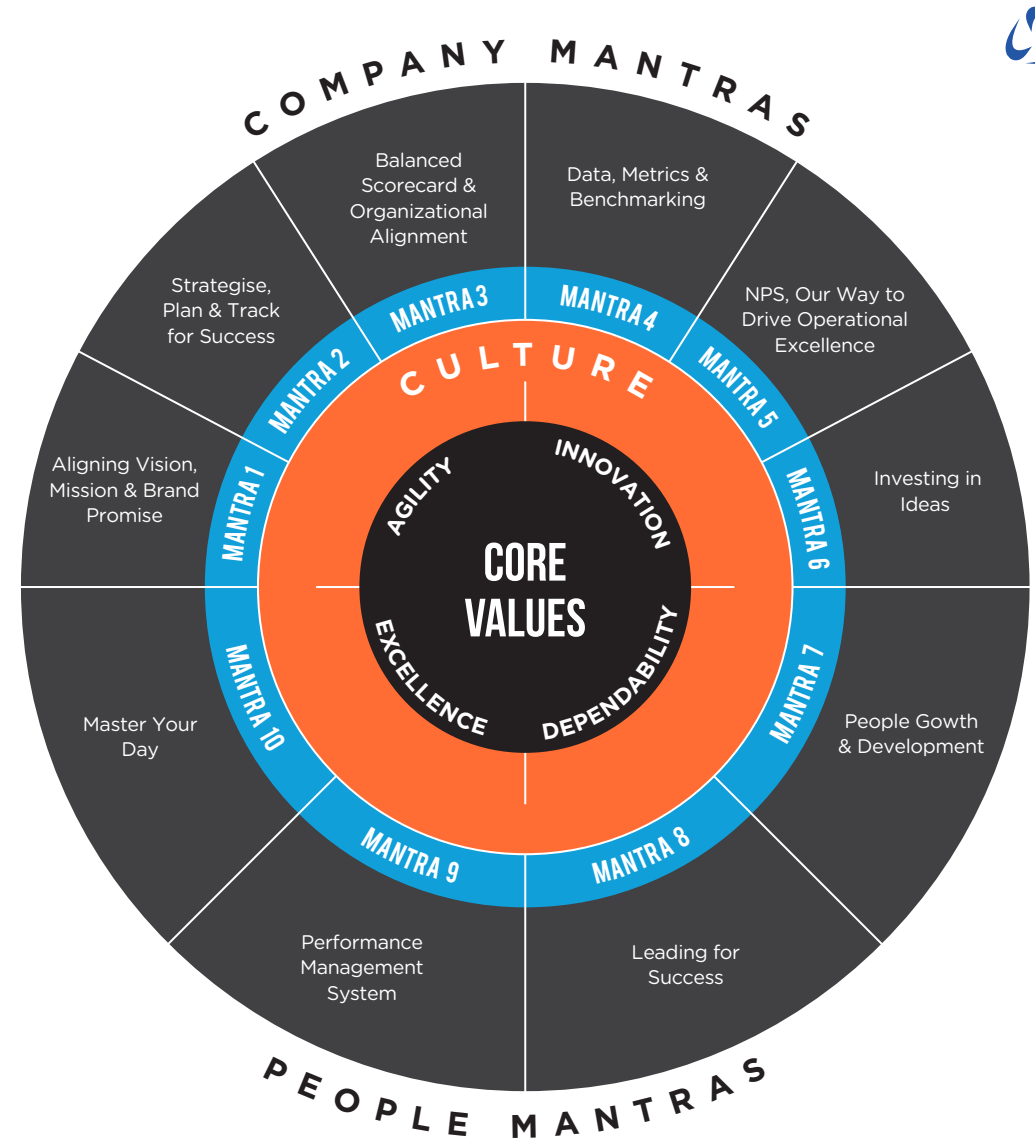 COMPANY MANTRAS
Balanced
Scorecard &
Organizational
Alignment
Data, Metrics &
Benchmarking
Strategise,
Plan & Track
for Success
NPS, Our Way to
Drive Operational
Excellence
Aligning Vision,
Mission & Brand
Promise
Investing in
Ideas
MANTRA 1
MANTRA 2
MANTRA 3
MANTRA 4
MANTRA 5
MANTRA 6
CULTURE
AGILITY
INNOVATION
CORE
VALUES
EXCELLENCE
DEPENDABILITY
MANTRA 7
MANTRA 8
MANTRA 9
MANTRA 10
People Gowth
& Development
Leading for
Success
Performance
Management
System
Master Your
Day
PEOPLE MANTRAS